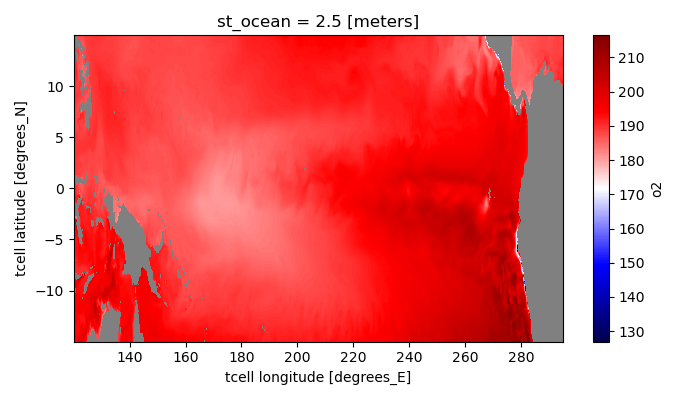 st_ocean = 2.5 [meters]
10
5
0
−5
−10
tcell latitude [degrees_N]
140 160 180 200 220 240 260 280
tcell longitude [degrees_E]
210
200
190
180
170
160
150
140
130
o2